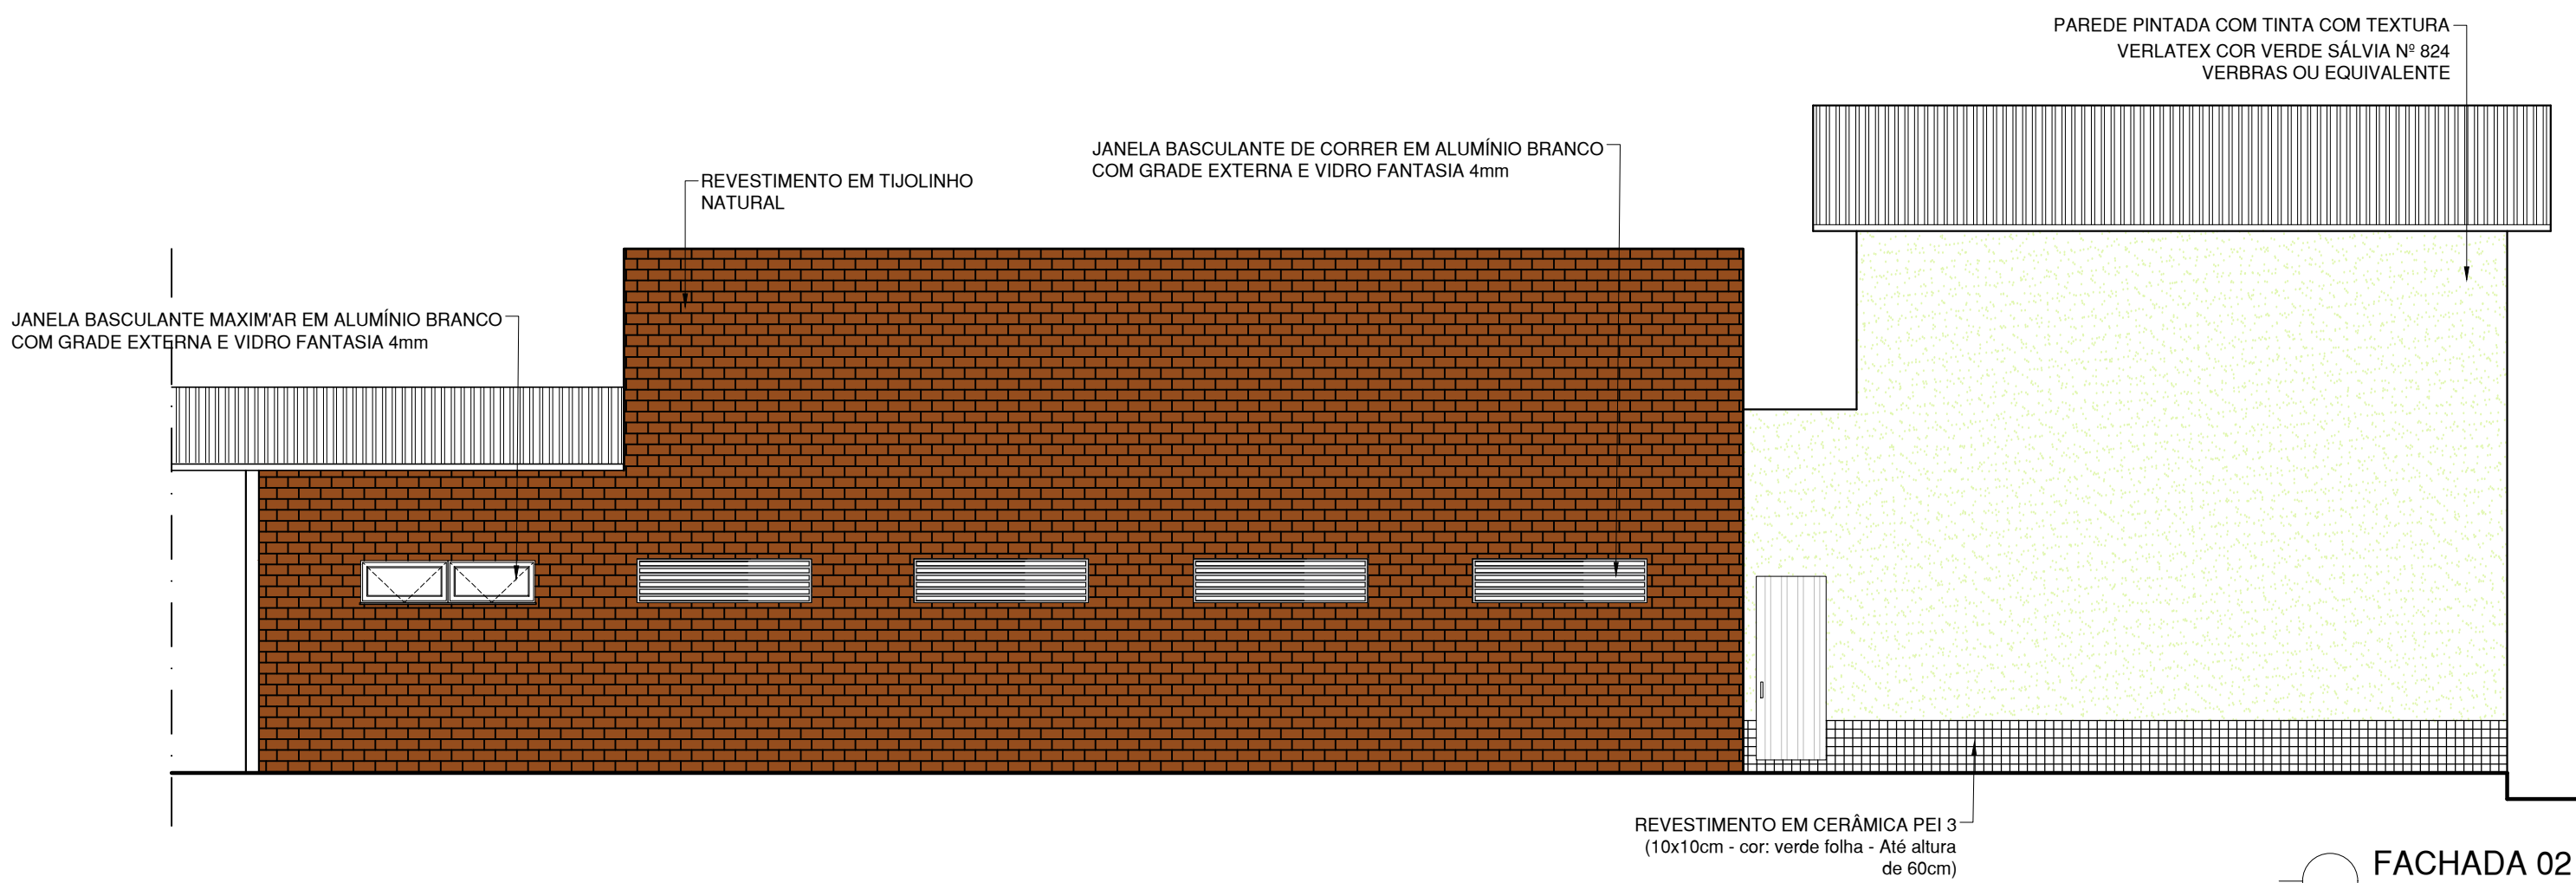 PAREDE PINTADA COM TINTA COM TEXTURA
VERLATEX COR VERDE SÁLVIA Nº 824
VERBRAS OU EQUIVALENTE
JANELA BASCULANTE DE CORRER EM ALUMÍNIO BRANCO
COM GRADE EXTERNA E VIDRO FANTASIA 4mm
REVESTIMENTO EM TIJOLINHO
NATURAL
JANELA BASCULANTE MAXIM'AR EM ALUMÍNIO BRANCO
COM GRADE EXTERNA E VIDRO FANTASIA 4mm
REVESTIMENTO EM CERÂMICA PEI 3
(10x10cm - cor: verde folha - Até altura
de 60cm)
FACHADA 02